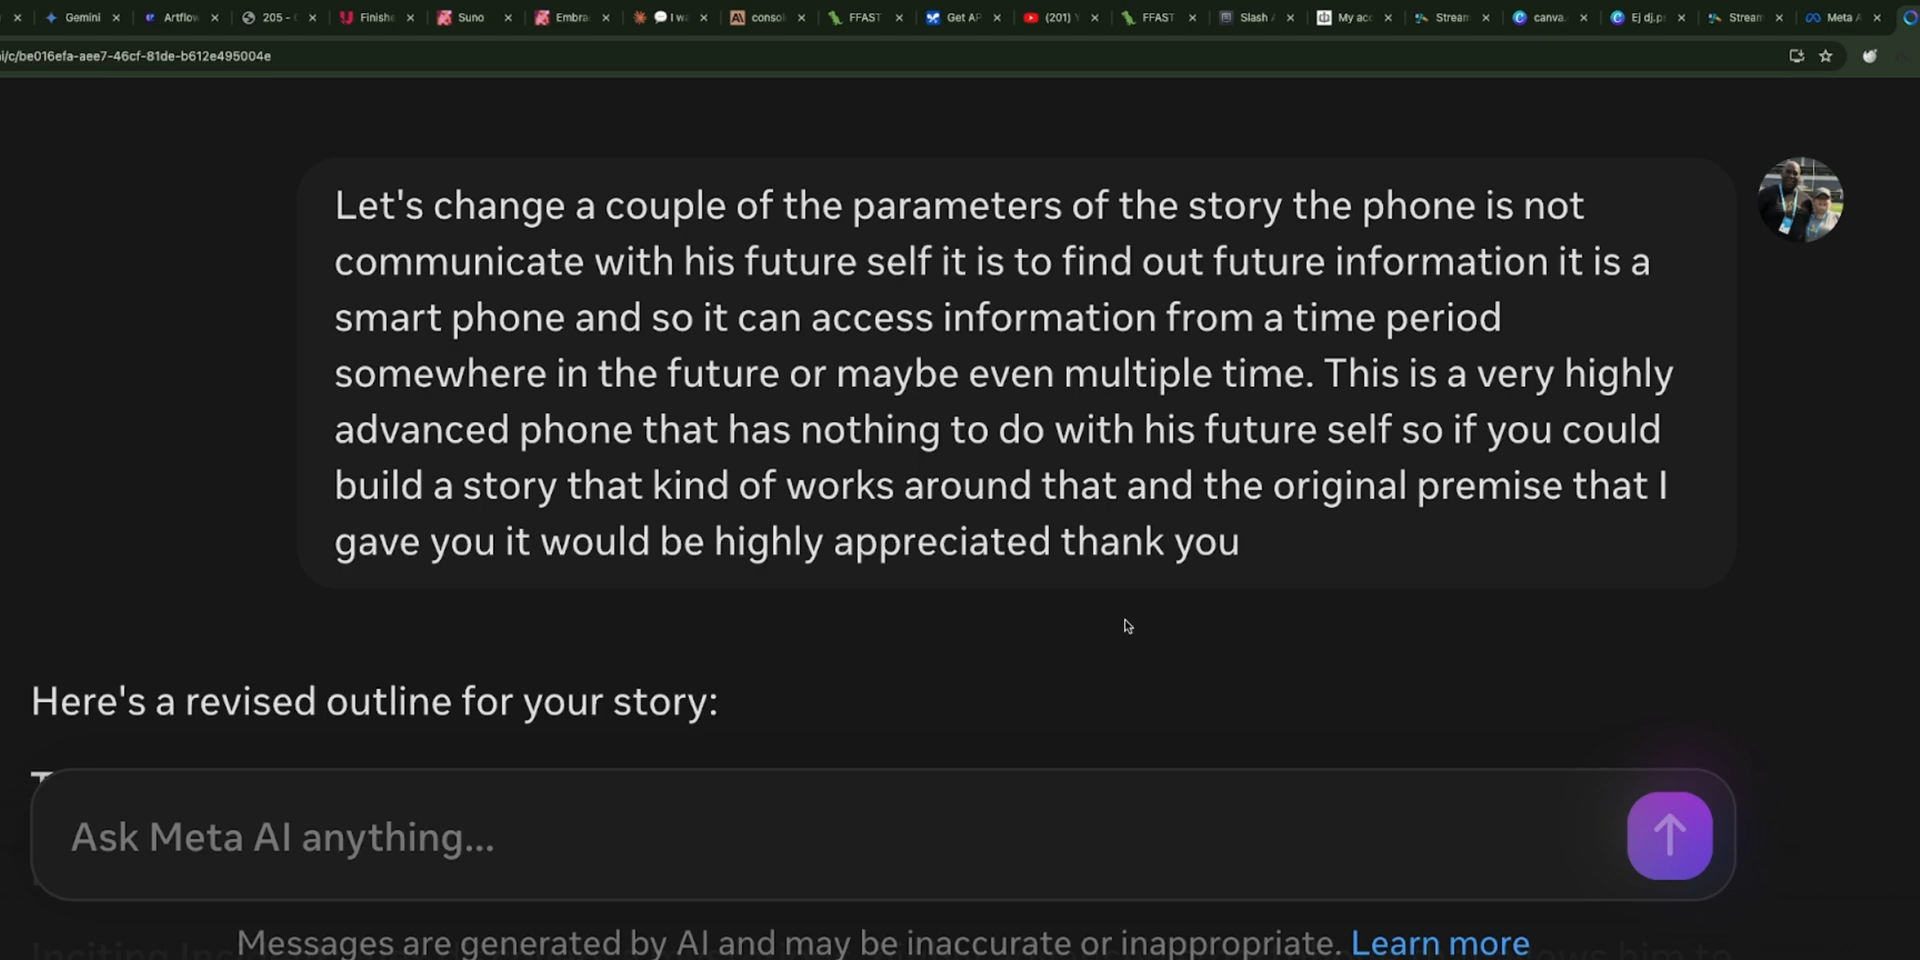 Gemini
Artflow
205 -
Finishe
Suno
Embra
I wa
consol
FFAST
Get AP
(201)
FFAST
Slash
My acc
Stream
canva.
Ej dj.p
Stream
Meta A
i/c/be016efa-aee7-46cf-81de-b612e495004e
Let's change a couple of the parameters of the story the phone is not
communicate with his future self it is to find out future information it is a
smart phone and so it can access information from a time period
somewhere in the future or maybe even multiple time. This is a very highly
advanced phone that has nothing to do with his future self so if you could
build a story that kind of works around that and the original premise that I
gave you it would be highly appreciated thank you
Here's a revised outline for your story:
Ask Meta AI anything...
Messages are generated by AI and may be inaccurate or inappropriate. Learn more